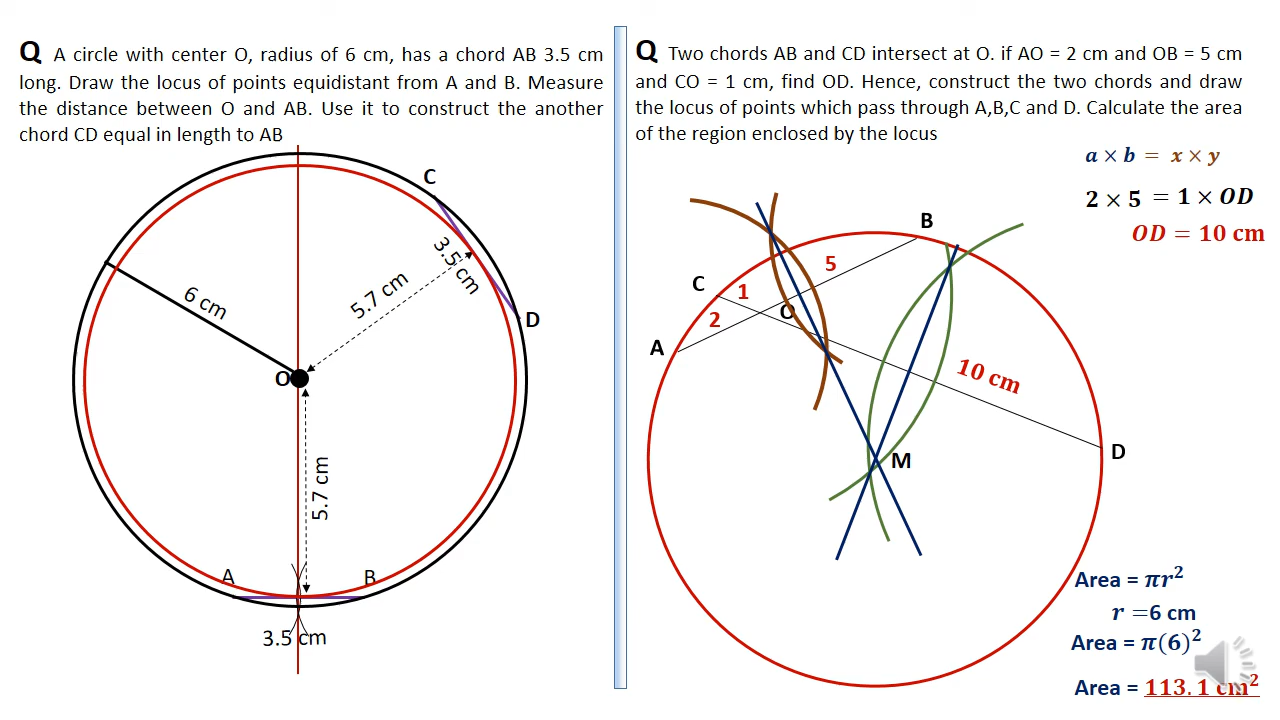 Q A circle with center O, radius of 6 cm, has a chord AB 3.5 cm
long. Draw the locus of points equidistant from A and B. Measure
the distance between O and AB. Use it to construct the another
chord CD equal in length to AB
C
3.5 cm
D
6 cm
5.7 cm
O
5.7 cm
A
B
3.5 cm
Q Two chords AB and CD intersect at O. if AO = 2 cm and OB = 5 cm
and CO = 1 cm, find OD. Hence, construct the two chords and draw
the locus of points which pass through A,B,C and D. Calculate the area
of the region enclosed by the locus
a × b = x × y
2 × 5 = 1 × OD
OD = 10 cm
B
5
C
1
O
2
A
10 cm
D
M
Area = πr²
r =6 cm
Area = π(6)²
Area = 113.1 cm²